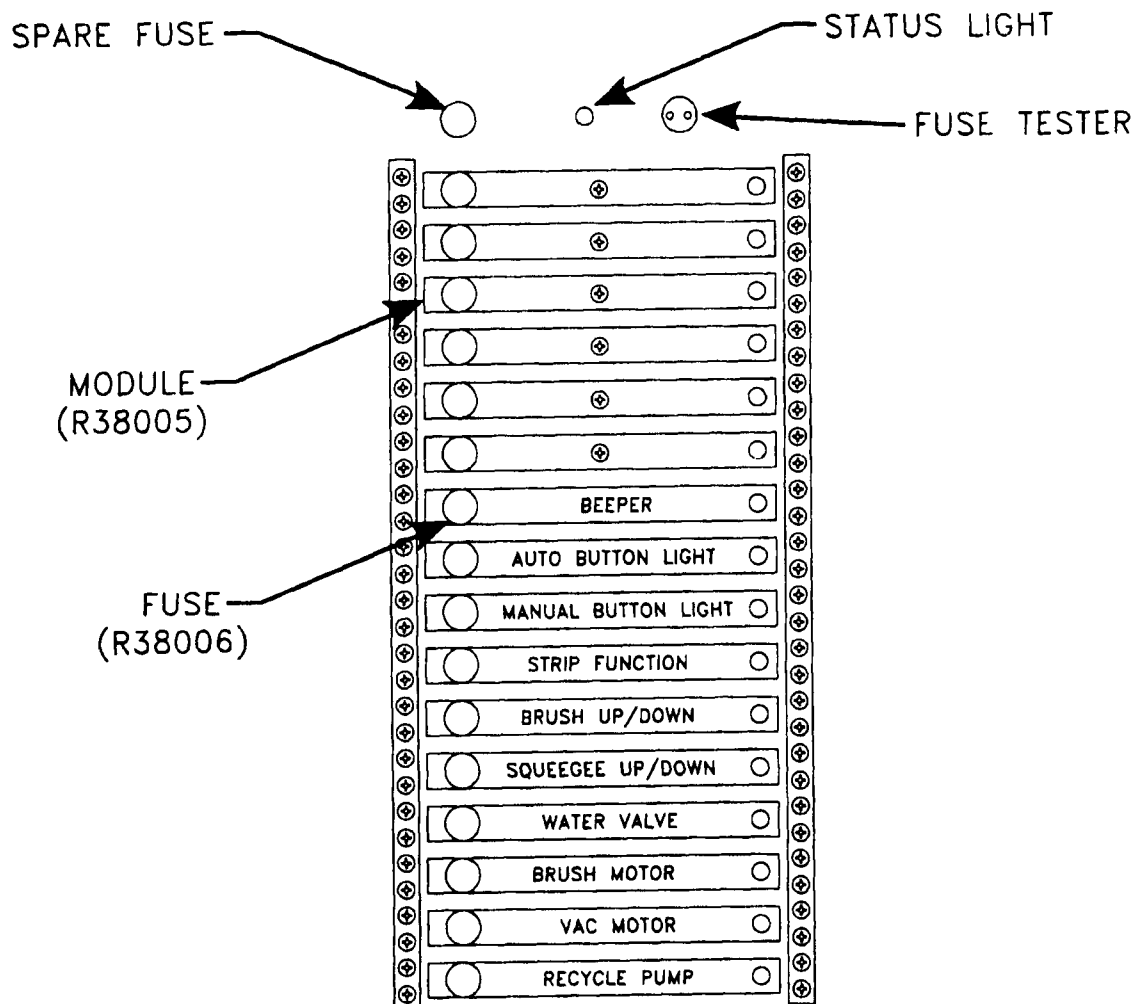 SPARE FUSE
STATUS LIGHT
FUSE TESTER
MODULE
(R38005)
BEEPER
AUTO BUTTON LIGHT
FUSE
(R38006)
MANUAL BUTTON LIGHT
STRIP FUNCTION
BRUSH UP/DOWN
SQUEEGEE UP/DOWN
WATER VALVE
BRUSH MOTOR
VAC MOTOR
RECYCLE PUMP